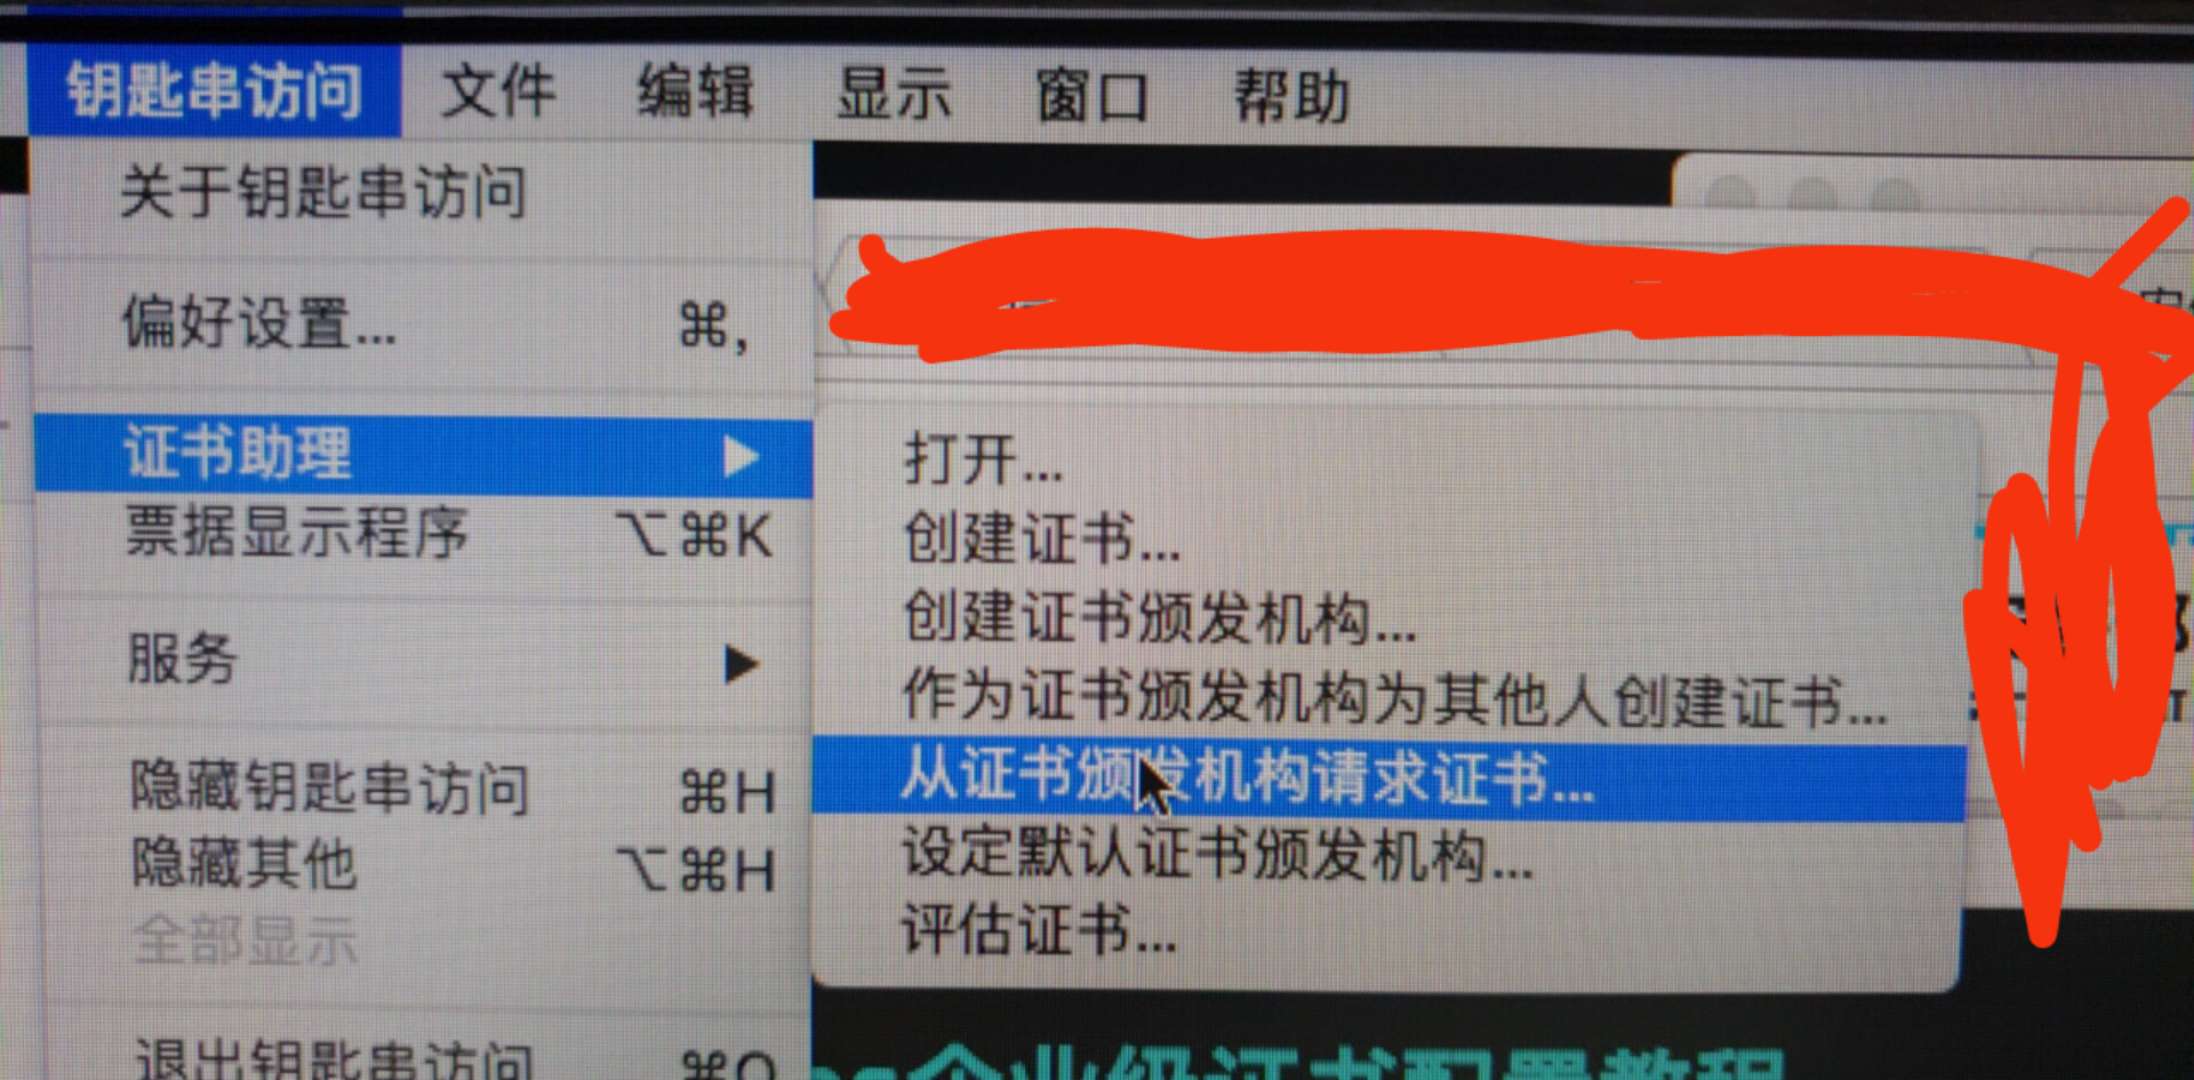 钥匙串访问 文件 编辑 显示 窗口 帮助
关于钥匙串访问
偏好设置... ⌘,
证书助理 ▶
票据显示程序 ⌥⌘K
服务 ▶
隐藏钥匙串访问 ⌘H
隐藏其他 ⌥⌘H
全部显示
退出钥匙串访问 ⌘Q
打开...
创建证书...
创建证书颁发机构...
作为证书颁发机构为其他人创建证书...
从证书颁发机构请求证书...
设定默认证书颁发机构...
评估证书...
企业级证书配置教程